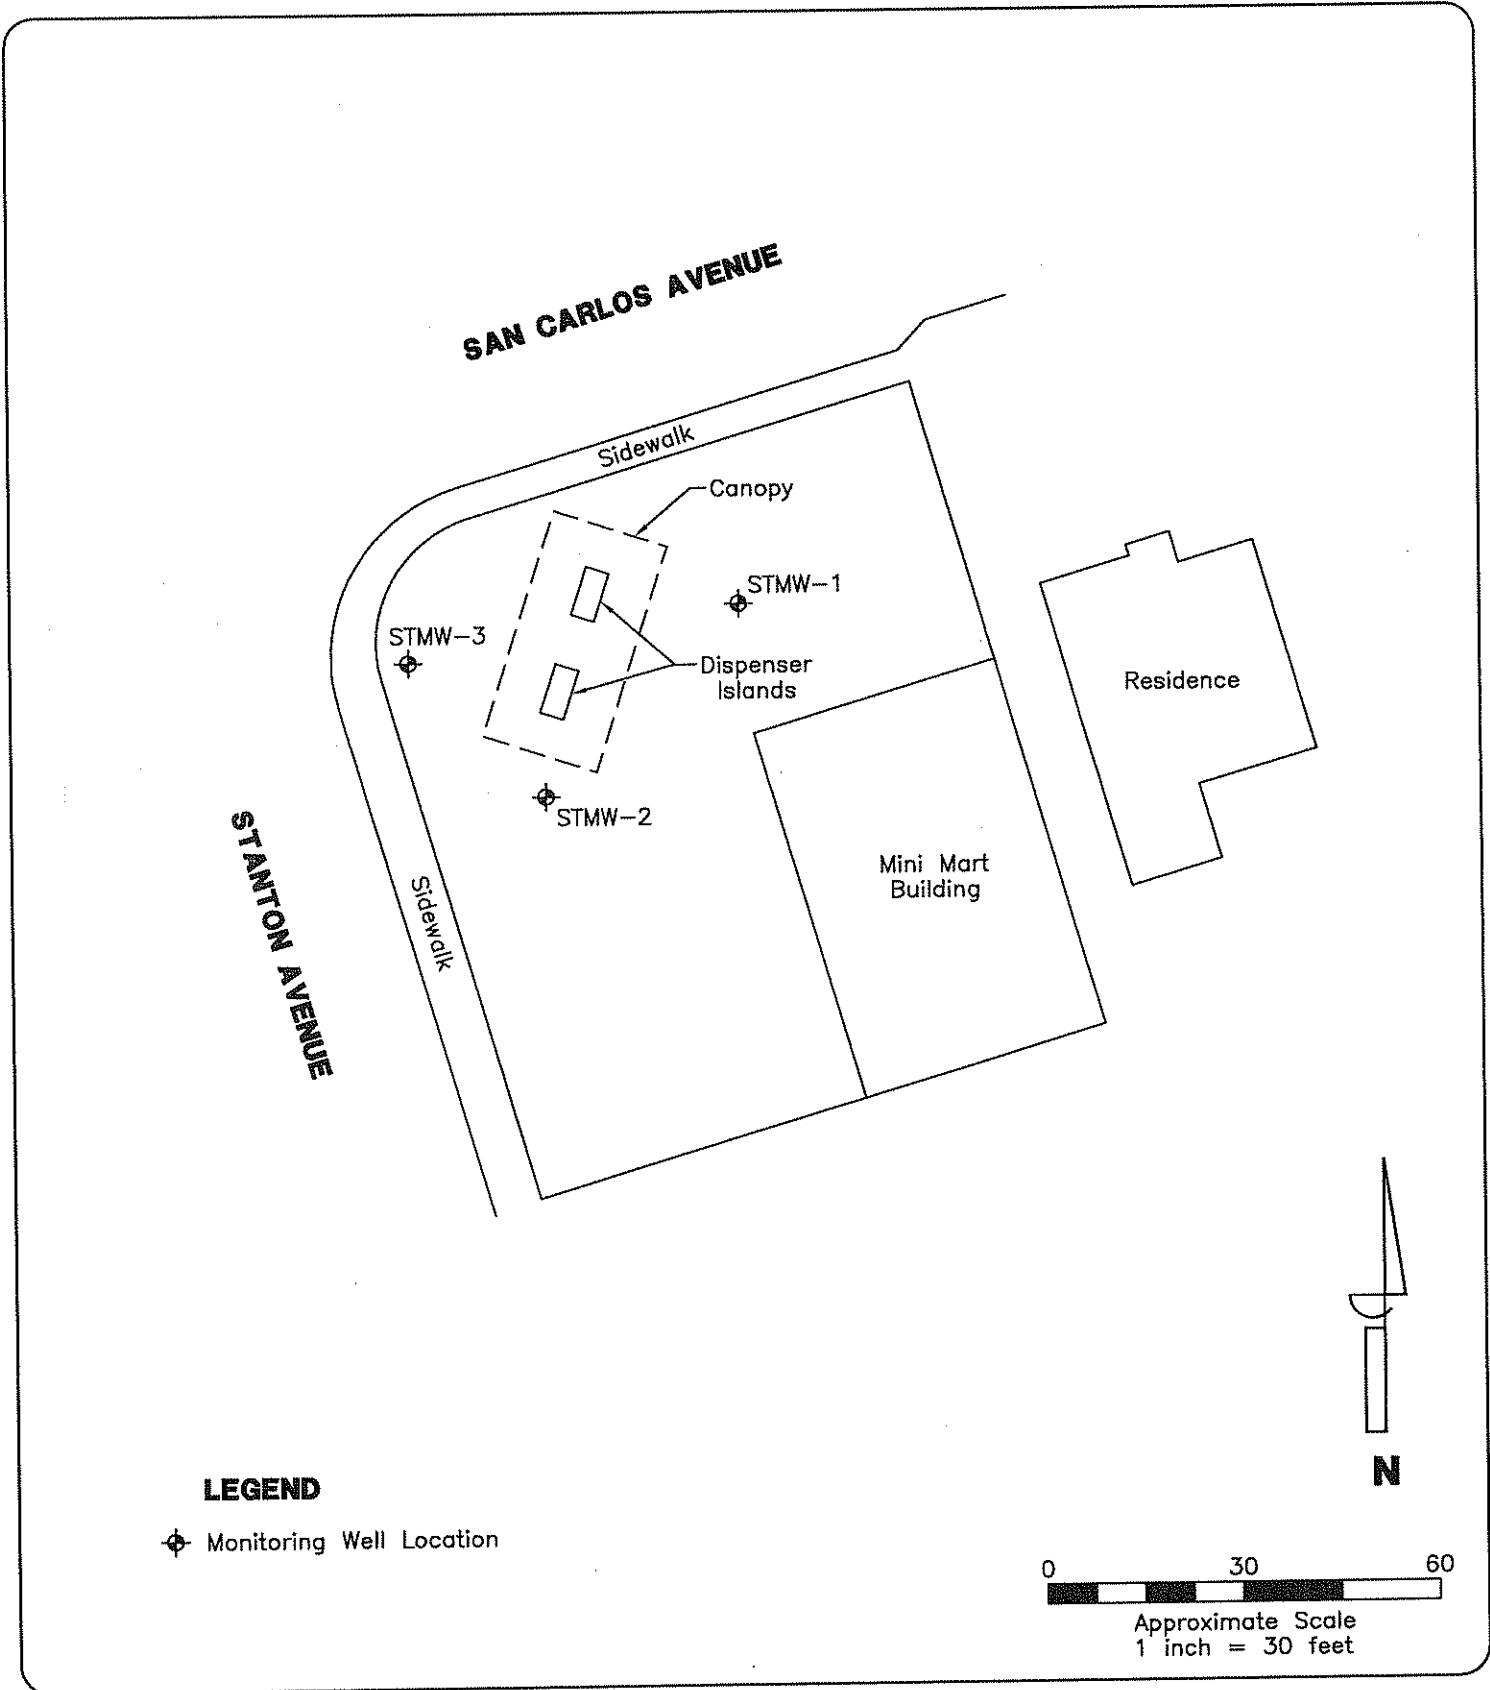 SAN CARLOS AVENUE
Sidewalk
Canopy
STMW-1
STMW-3
Dispenser
Islands
Residence
STMW-2
STANTON AVENUE
Sidewalk
Mini Mart
Building
N
LEGEND
Monitoring Well Location
0 30 60
Approximate Scale
1 inch = 30 feet